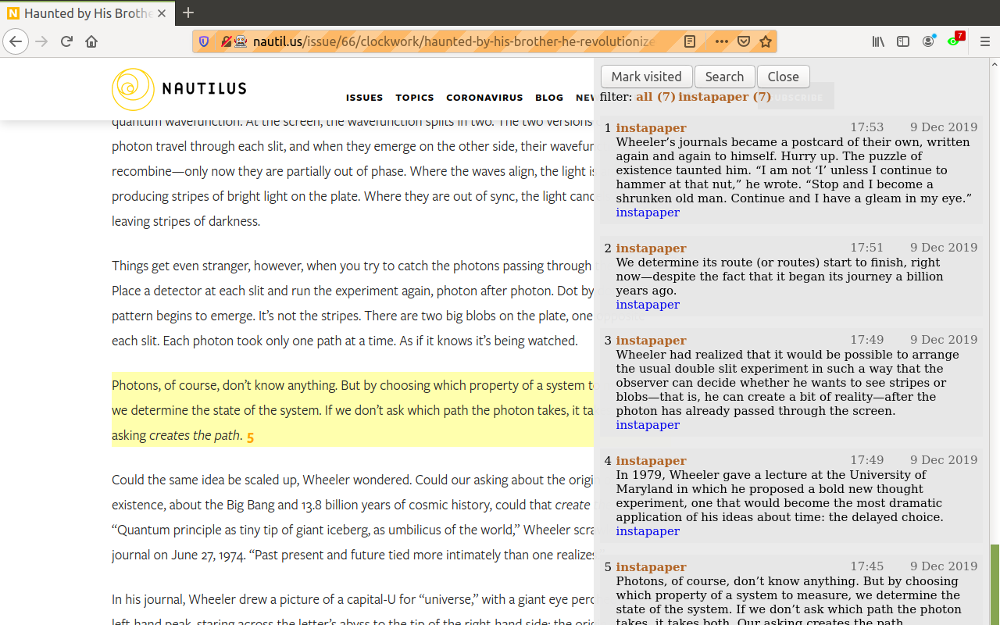 Haunted by His Brothe
7
nautil.us/issue/66/clockwork/haunted-by-his-brother-he-revolutionize
NAUTILUS
ISSUES TOPICS CORONAVIRUS BLOG NEW
SUBSCRIBE
quantum wavefunction. At the screen, the wavefunction splits in two. The two versions
photon travel through each slit, and when they emerge on the other side, their wavefun
recombine—only now they are partially out of phase. Where the waves align, the light is
producing stripes of bright light on the plate. Where they are out of sync, the light canc
leaving stripes of darkness.
Things get even stranger, however, when you try to catch the photons passing through
Place a detector at each slit and run the experiment again, photon after photon. Dot by
pattern begins to emerge. It’s not the stripes. There are two big blobs on the plate, one opposite
each slit. Each photon took only one path at a time. As if it knows it’s being watched.
Photons, of course, don’t know anything. But by choosing which property of a system to
we determine the state of the system. If we don’t ask which path the photon takes, it ta
asking creates the path. 5
Could the same idea be scaled up, Wheeler wondered. Could our asking about the origi
existence, about the Big Bang and 13.8 billion years of cosmic history, could that create
“Quantum principle as tiny tip of giant iceberg, as umbilicus of the world,” Wheeler scra
journal on June 27, 1974. “Past present and future tied more intimately than one realizes
In his journal, Wheeler drew a picture of a capital-U for “universe,” with a giant eye perc
left-hand peak, staring across the letter’s abyss to the tip of the right-hand side: the orig
Mark visited Search Close
filter: all (7) instapaper (7)
1 instapaper 17:53 9 Dec 2019
Wheeler’s journals became a postcard of their own, written
again and again to himself. Hurry up. The puzzle of
existence taunted him. “I am not ‘I’ unless I continue to
hammer at that nut,” he wrote. “Stop and I become a
shrunken old man. Continue and I have a gleam in my eye.”
instapaper
2 instapaper 17:51 9 Dec 2019
We determine its route (or routes) start to finish, right
now—despite the fact that it began its journey a billion
years ago.
instapaper
3 instapaper 17:49 9 Dec 2019
Wheeler had realized that it would be possible to arrange
the usual double slit experiment in such a way that the
observer can decide whether he wants to see stripes or
blobs—that is, he can create a bit of reality—after the
photon has already passed through the screen.
instapaper
4 instapaper 17:49 9 Dec 2019
In 1979, Wheeler gave a lecture at the University of
Maryland in which he proposed a bold new thought
experiment, one that would become the most dramatic
application of his ideas about time: the delayed choice.
instapaper
5 instapaper 17:45 9 Dec 2019
Photons, of course, don’t know anything. But by choosing
which property of a system to measure, we determine the
state of the system. If we don’t ask which path the photon
takes, it takes both. Our asking creates the path.